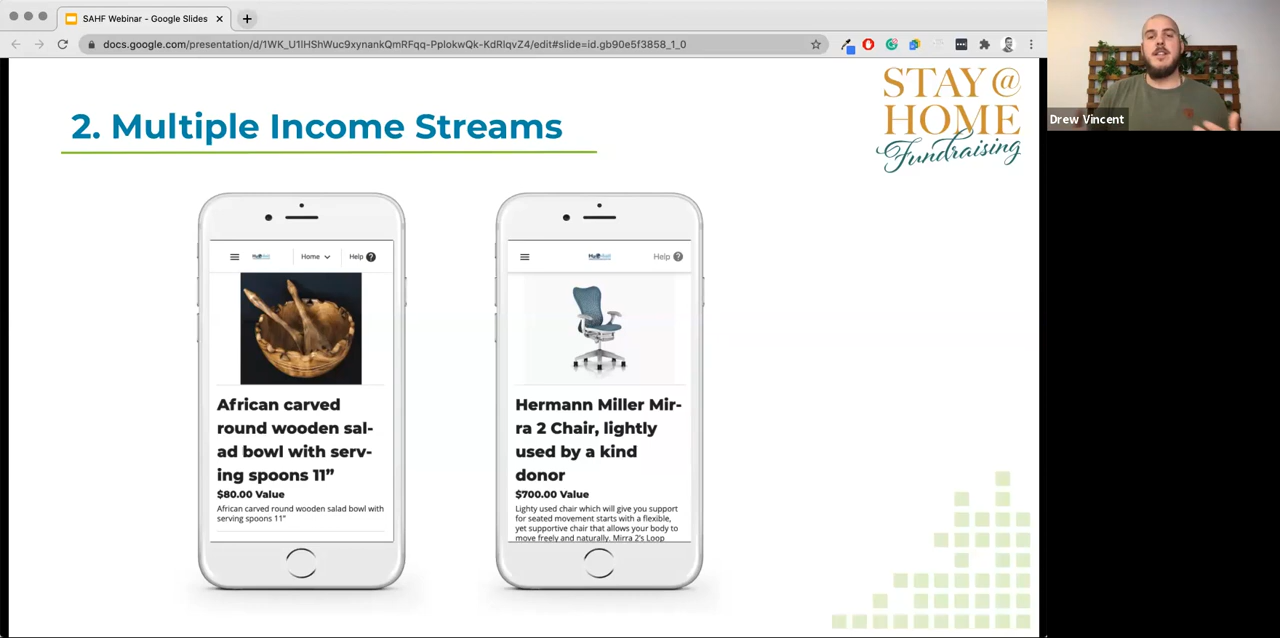 SAHF Webinar - Google Slides
docs.google.com/presentation/d/1WK_U1IHShWuc9xynankQmRFqq-PplokwQk-KdRlqvZ4/edit#slide=id.gb90e5f3858_1_0
Drew Vincent
STAY @
HOME
Fundraising
2. Multiple Income Streams
Home
Help ?
African carved
round wooden sal-
ad bowl with serv-
ing spoons 11”
$80.00 Value
African carved round wooden salad bowl with
serving spoons 11"
Help ?
Hermann Miller Mir-
ra 2 Chair, lightly
used by a kind
donor
$700.00 Value
Lighty used chair which will give you support
for seated movement starts with a flexible,
yet supportive chair that allows your body to
move freely and naturally. Mirra 2's Loop